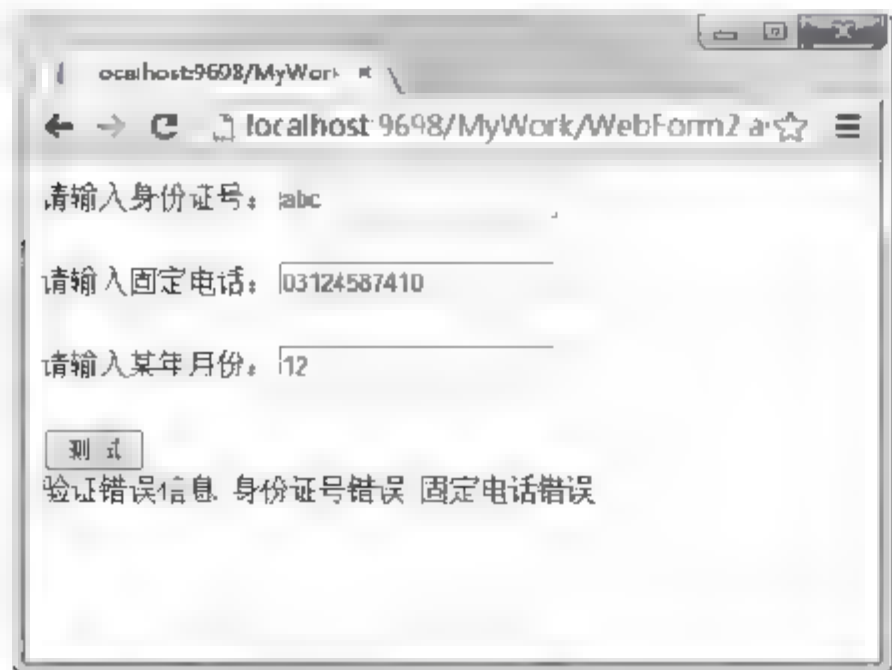 ocalhost:9698/MyWork
localhost:9698/MyWork/WebForm2.a
请输入身份证号：abc
请输入固定电话：03124587410
请输入某年月份：12
测 试
验证错误信息 身份证号错误 固定电话错误